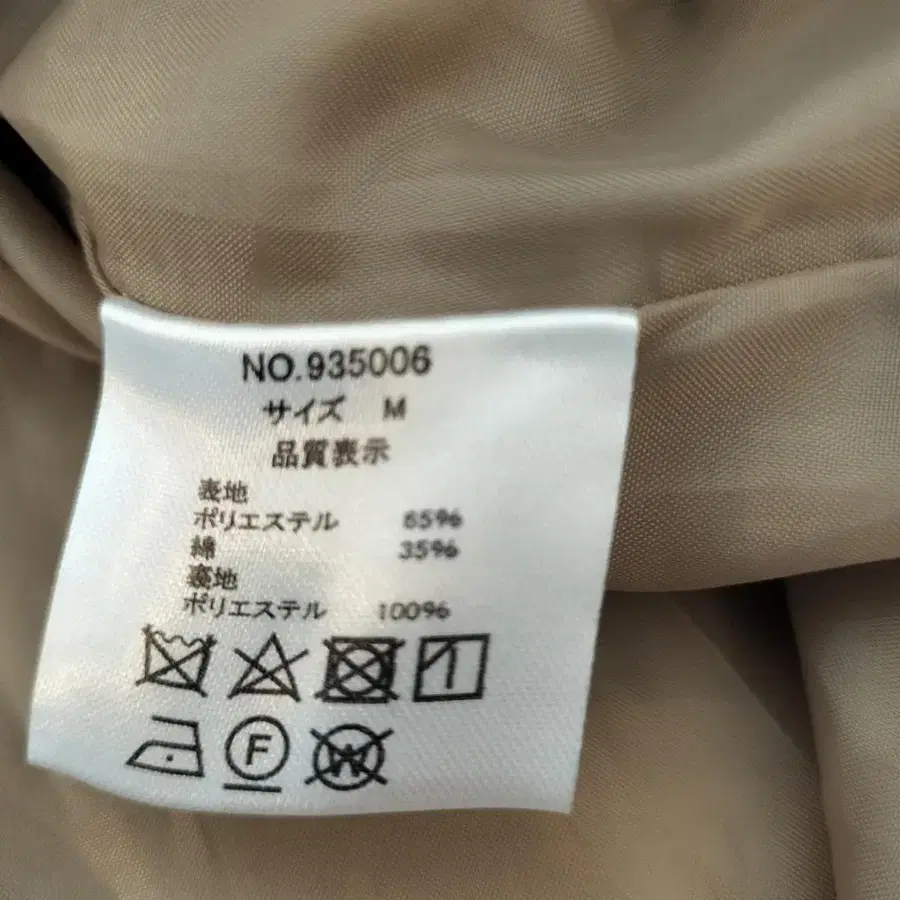 NO.935006
サイズ M
品質表示
表地
ポリエステル 65%
綿 35%
裏地
ポリエステル 100%
F
W